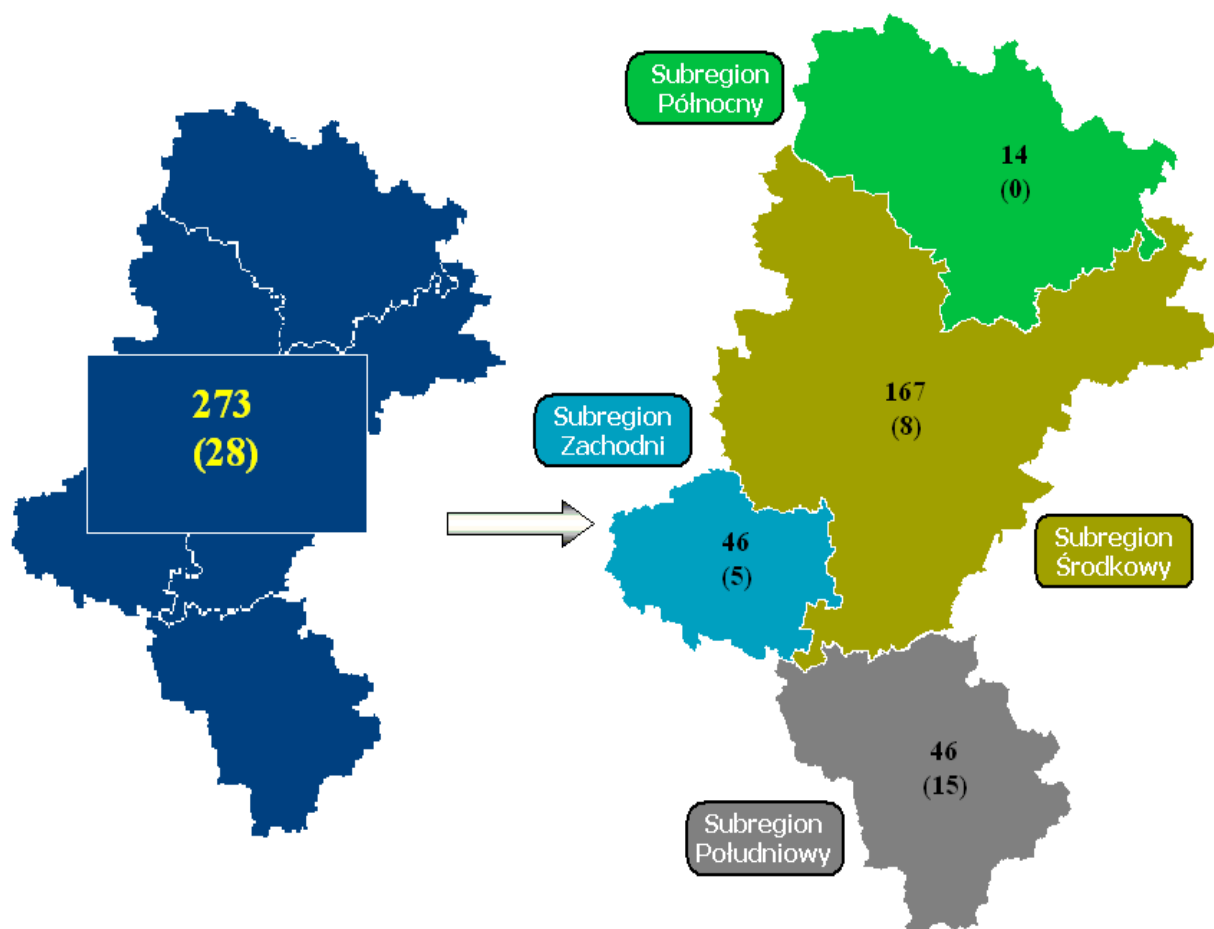 273
(28)
Subregion
Północny
14
(0)
167
(8)
Subregion
Zachodni
46
(5)
Subregion
Środkowy
46
(15)
Subregion
Południowy